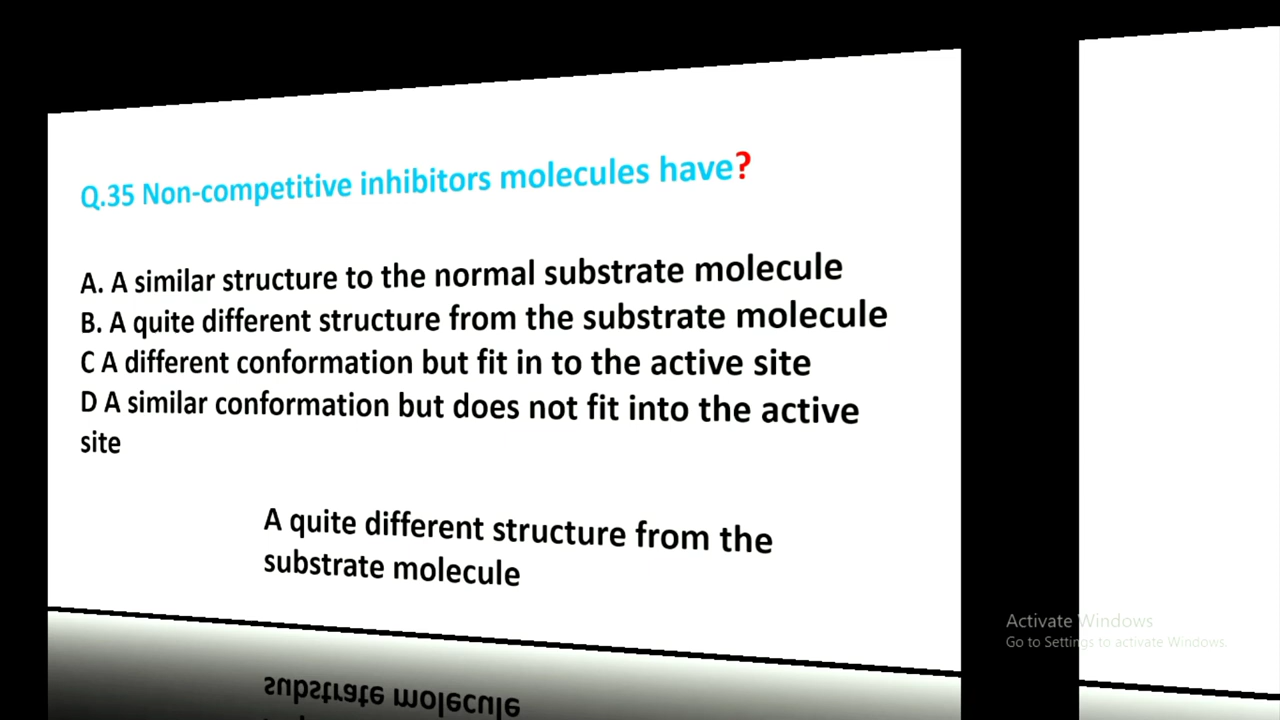 Q.35 Non-competitive inhibitors molecules have?
A. A similar structure to the normal substrate molecule
B. A quite different structure from the substrate molecule
C A different conformation but fit in to the active site
D A similar conformation but does not fit into the active
site
A quite different structure from the
substrate molecule
Activate Windows
Go to Settings to activate Windows.
substrate molecule